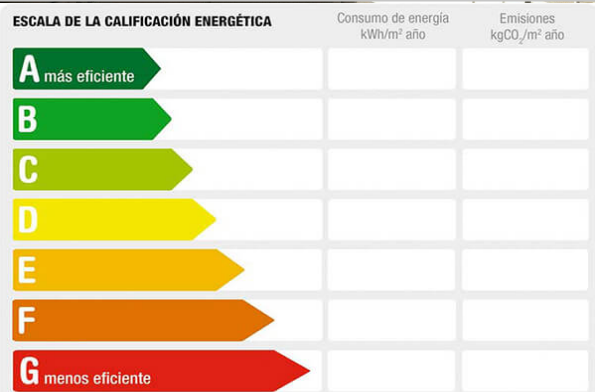 ESCALA DE LA CALIFICACIÓN ENERGÉTICA
Consumo de energía
kWh/m² año
Emisiones
kgCO₂/m² año
A más eficiente
B
C
D
E
F
G menos eficiente